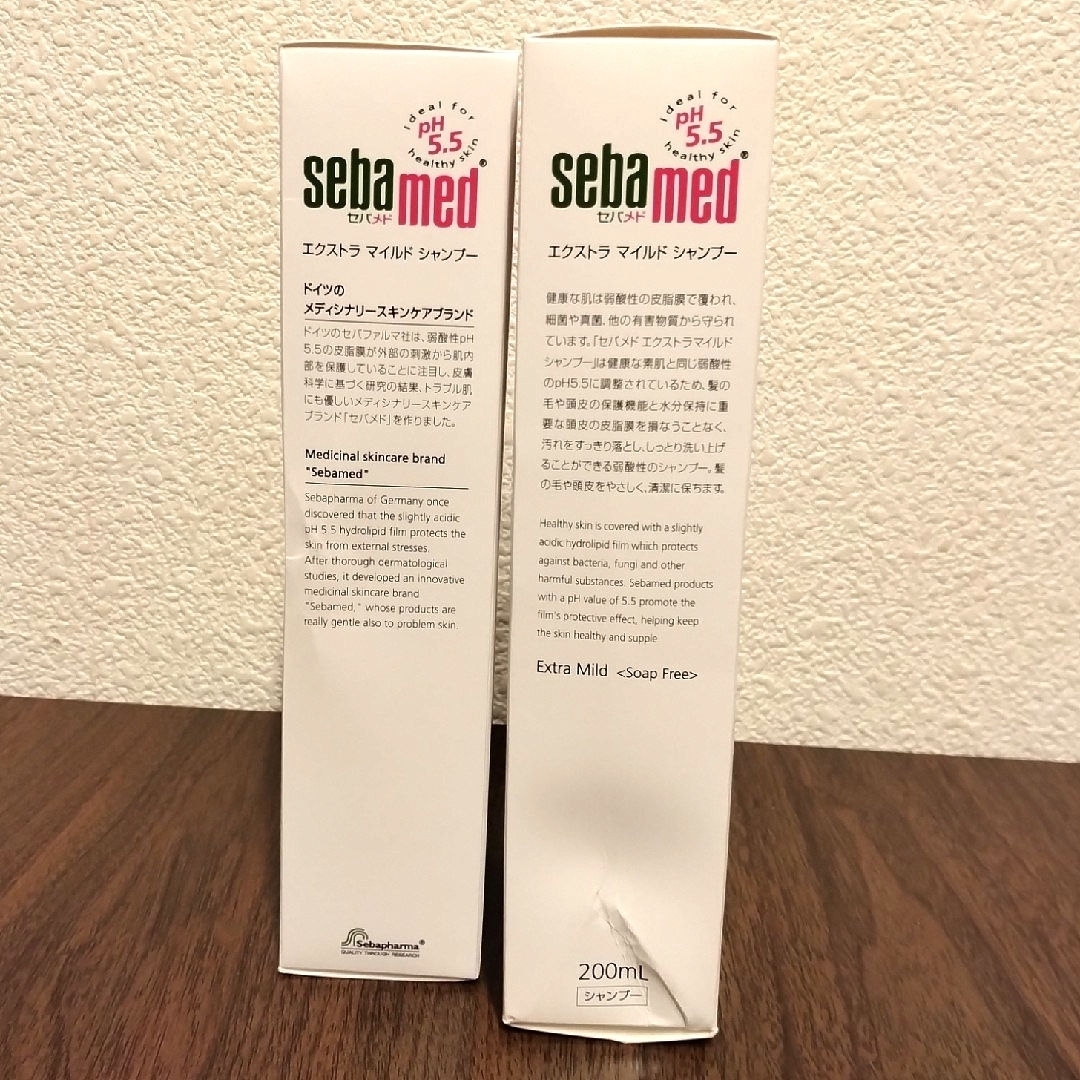 ideal for
pH
5.5
healthy skin
sebamed®
セバメド
エクストラ マイルド シャンプー
ドイツの
メディシナリースキンケアブランド
ドイツのセバファルマ社は、弱酸性pH
5.5の皮脂膜が外部の刺激から肌内
部を保護していることに注目し、皮膚
科学に基づく研究の結果、トラブル肌
にも優しいメディシナリースキンケア
ブランド「セバメド」を作りました。
Medicinal skincare brand
"Sebamed"
Sebapharma of Germany once
discovered that the slightly acidic
pH 5.5 hydrolipid film protects the
skin from external stresses.
After thorough dermatological
studies, it developed an innovative
medicinal skincare brand
"Sebamed," whose products are
really gentle also to problem skin.
Sebapharma®
QUALITY THROUGH RESEARCH
ideal for
pH
5.5
healthy skin
sebamed®
セバメド
エクストラ マイルド シャンプー
健康な肌は弱酸性の皮脂膜で覆われ、
細菌や真菌、他の有害物質から守られ
ています。「セバメド エクストラマイルド
シャンプー」は健康な素肌と同じ弱酸性
のpH5.5に調整されているため、髪の
毛や頭皮の保護機能と水分保持に重
要な頭皮の皮脂膜を損なうことなく、
汚れをすっきり落とし、しっとり洗い上げ
ることができる弱酸性のシャンプー。髪
の毛や頭皮をやさしく、清潔に保ちます。
Healthy skin is covered with a slightly
acidic hydrolipid film which protects
against bacteria, fungi and other
harmful substances. Sebamed products
with a pH value of 5.5 promote the
film's protective effect, helping keep
the skin healthy and supple
Extra Mild <Soap Free>
200mL
シャンプー